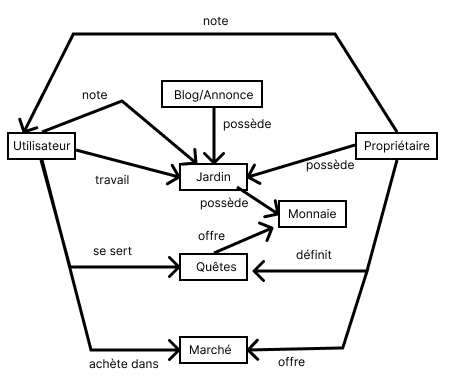 note
note
Blog/Annonce
possède
Utilisateur
Propriétaire
possède
travail
Jardin
possède
Monnaie
offre
se sert
définit
Quêtes
Marché
achète dans
offre